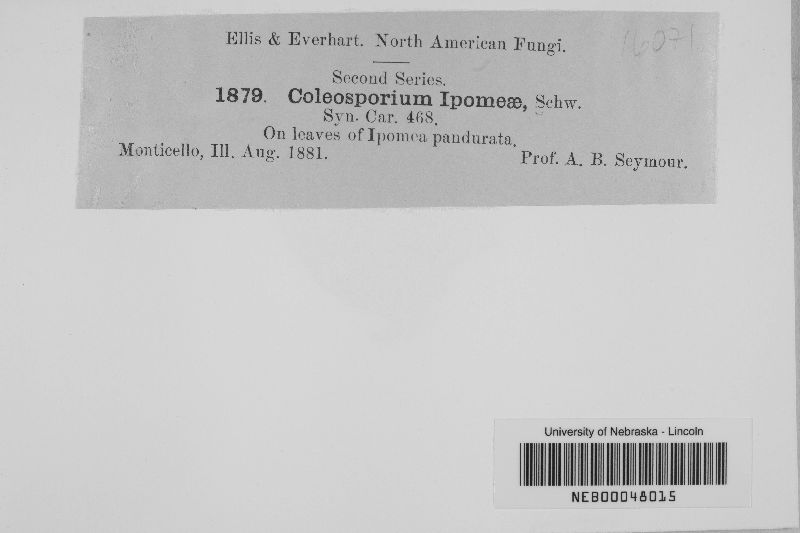 Ellis & Everhart. North American Fungi.
16071
Second Series.
1879. Coleosporium Ipomeæ, Schw.
Syn. Car. 468.
On leaves of Ipomea pandurata.
Monticello, Ill. Aug. 1881.
Prof. A. B. Seymour.
University of Nebraska - Lincoln
NEB00048015